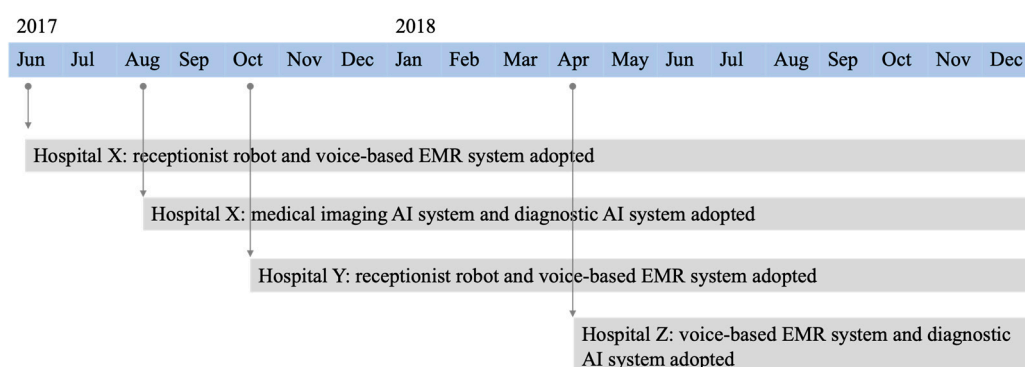 2017 2018
Jun Jul Aug Sep Oct Nov Dec Jan Feb Mar Apr May Jun Jul Aug Sep Oct Nov Dec
Hospital X: receptionist robot and voice-based EMR system adopted
Hospital X: medical imaging AI system and diagnostic AI system adopted
Hospital Y: receptionist robot and voice-based EMR system adopted
Hospital Z: voice-based EMR system and diagnostic
AI system adopted